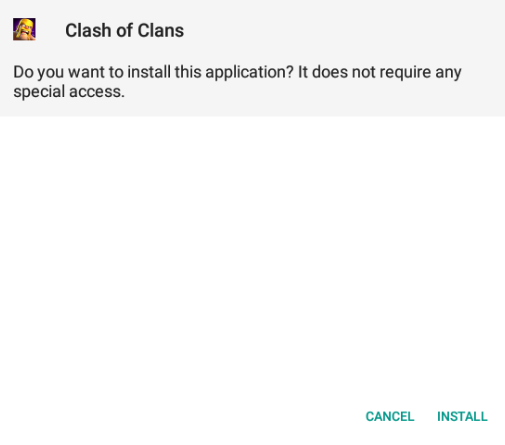 Clash of Clans
Do you want to install this application? It does not require any
special access.
CANCEL INSTALL